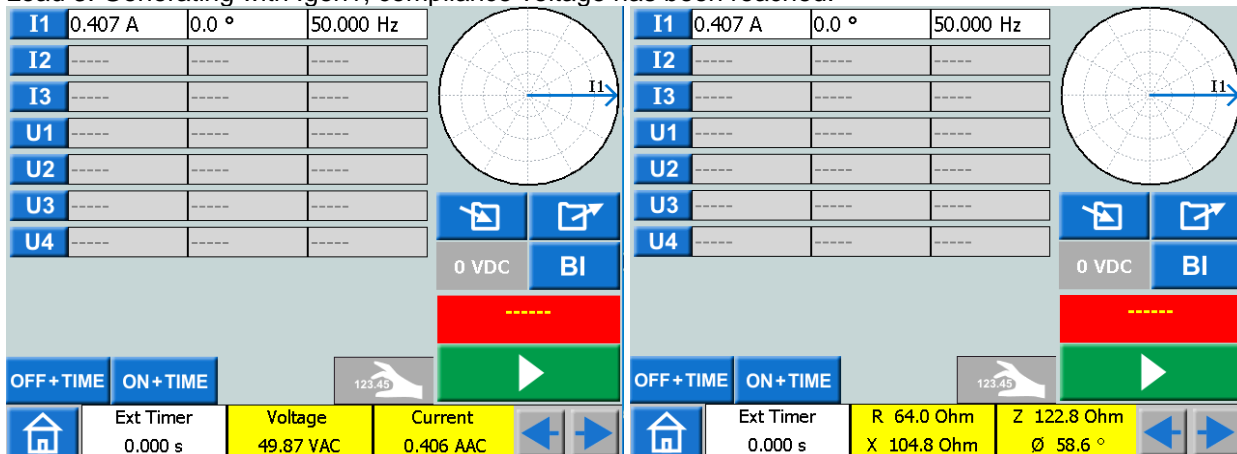 Load 3: Generating with Igen1, compliance voltage has been reached.
I1 0.407 A 0.0 ° 50.000 Hz
I2 ----- ----- -----
I3 ----- ----- -----
I1
U1 ----- ----- -----
U2 ----- ----- -----
U3 ----- ----- -----
U4 ----- ----- -----
0 VDC BI
------
OFF+TIME ON+TIME 123.45
Ext Timer Voltage Current
0.000 s 49.87 VAC 0.406 AAC
I1 0.407 A 0.0 ° 50.000 Hz
I2 ----- ----- -----
I3 ----- ----- -----
I1
U1 ----- ----- -----
U2 ----- ----- -----
U3 ----- ----- -----
U4 ----- ----- -----
0 VDC BI
------
OFF+TIME ON+TIME 123.45
Ext Timer R 64.0 Ohm Z 122.8 Ohm
0.000 s X 104.8 Ohm Ø 58.6 °